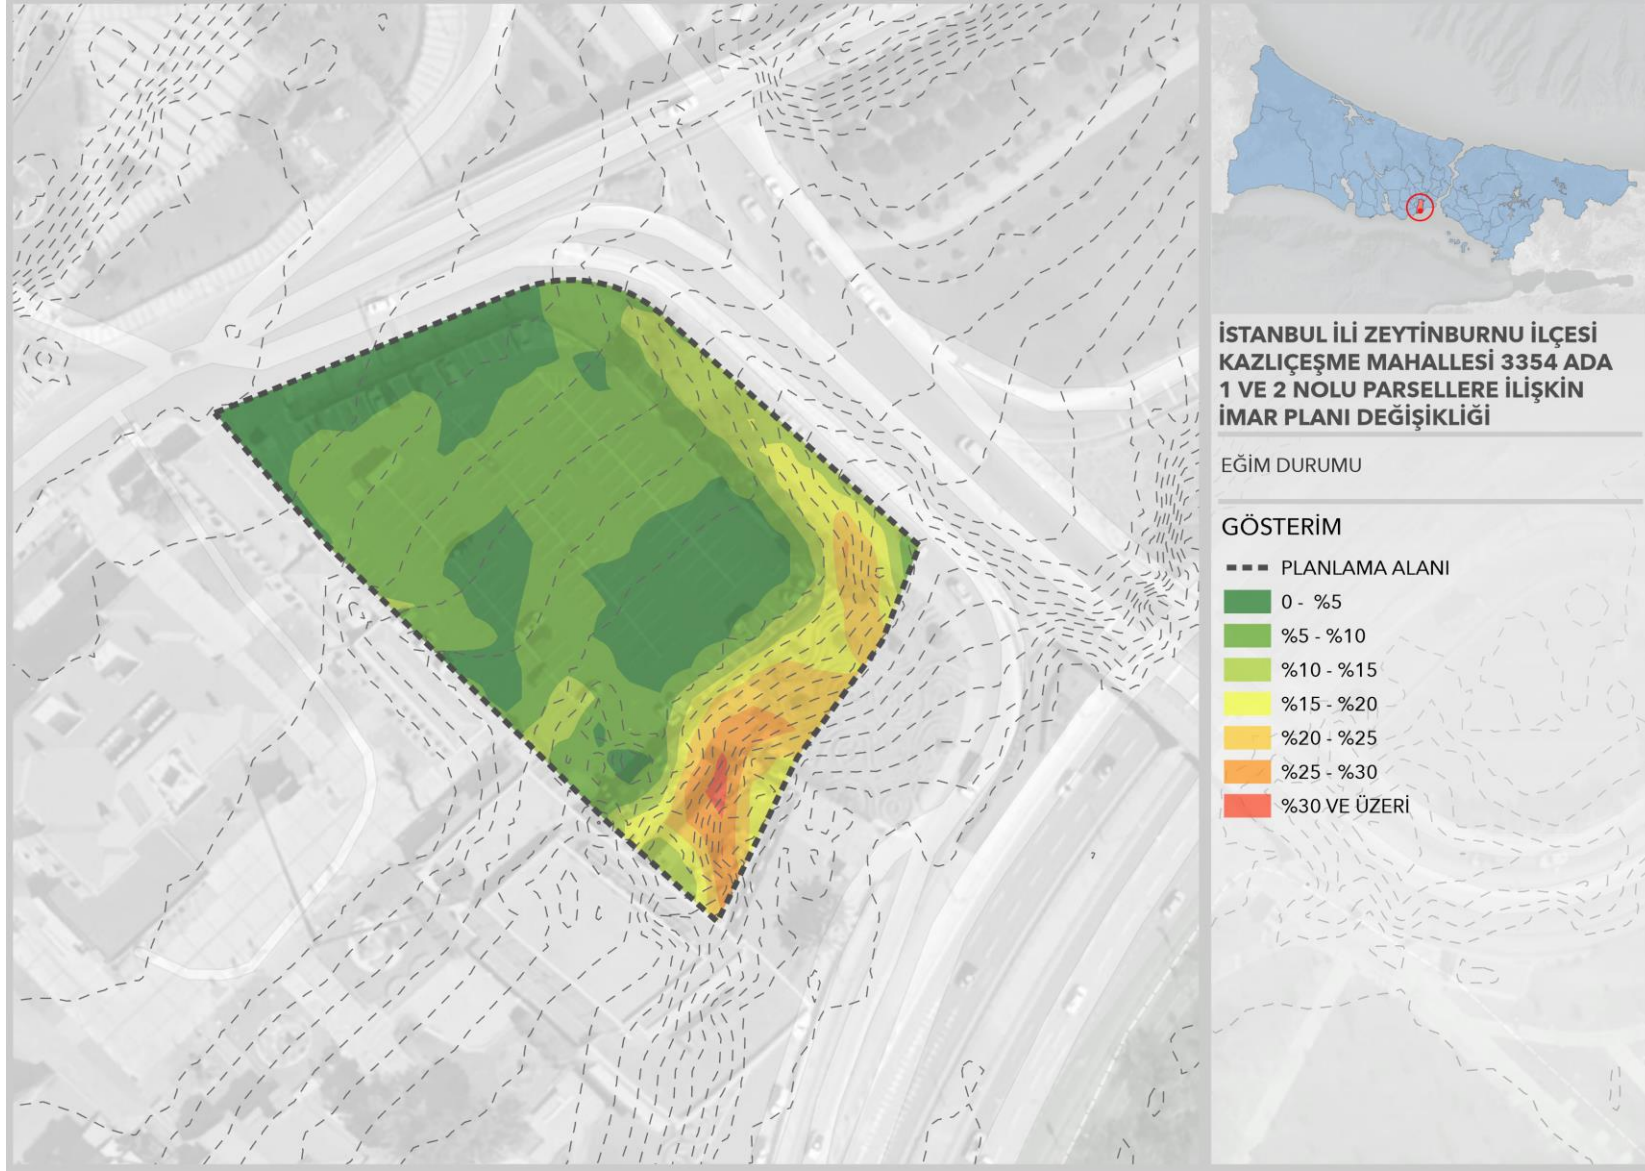 İSTANBUL İLİ ZEYTİNBURNU İLÇESİ
KAZLIÇEŞME MAHALLESİ 3354 ADA
1 VE 2 NOLU PARSELLERE İLİŞKİN
İMAR PLANI DEĞİŞİKLİĞİ
EĞİM DURUMU
GÖSTERİM
PLANLAMA ALANI
0 - %5
%5 - %10
%10 - %15
%15 - %20
%20 - %25
%25 - %30
%30 VE ÜZERİ